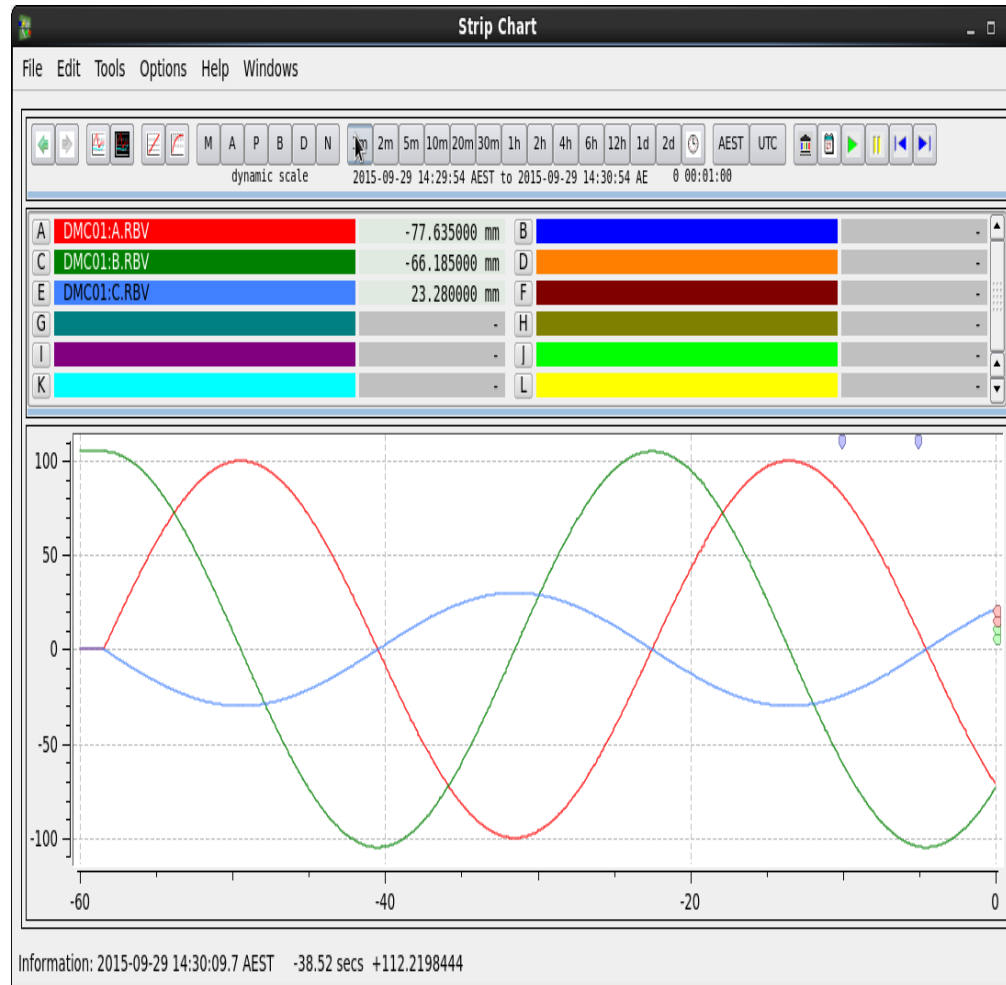 Strip Chart
File Edit Tools Options Help Windows
M A P B D N 2m 5m 10m 20m 30m 1h 2h 4h 6h 12h 1d 2d AEST UTC
dynamic scale 2015-09-29 14:29:54 AEST to 2015-09-29 14:30:54 AE 0 00:01:00
A DMC01:A.RBV -77.635000 mm B -
C DMC01:B.RBV -66.185000 mm D -
E DMC01:C.RBV 23.280000 mm F -
G - H -
I - J -
K - L -
100
50
0
-50
-100
-60 -40 -20 0
Information: 2015-09-29 14:30:09.7 AEST -38.52 secs +112.2198444